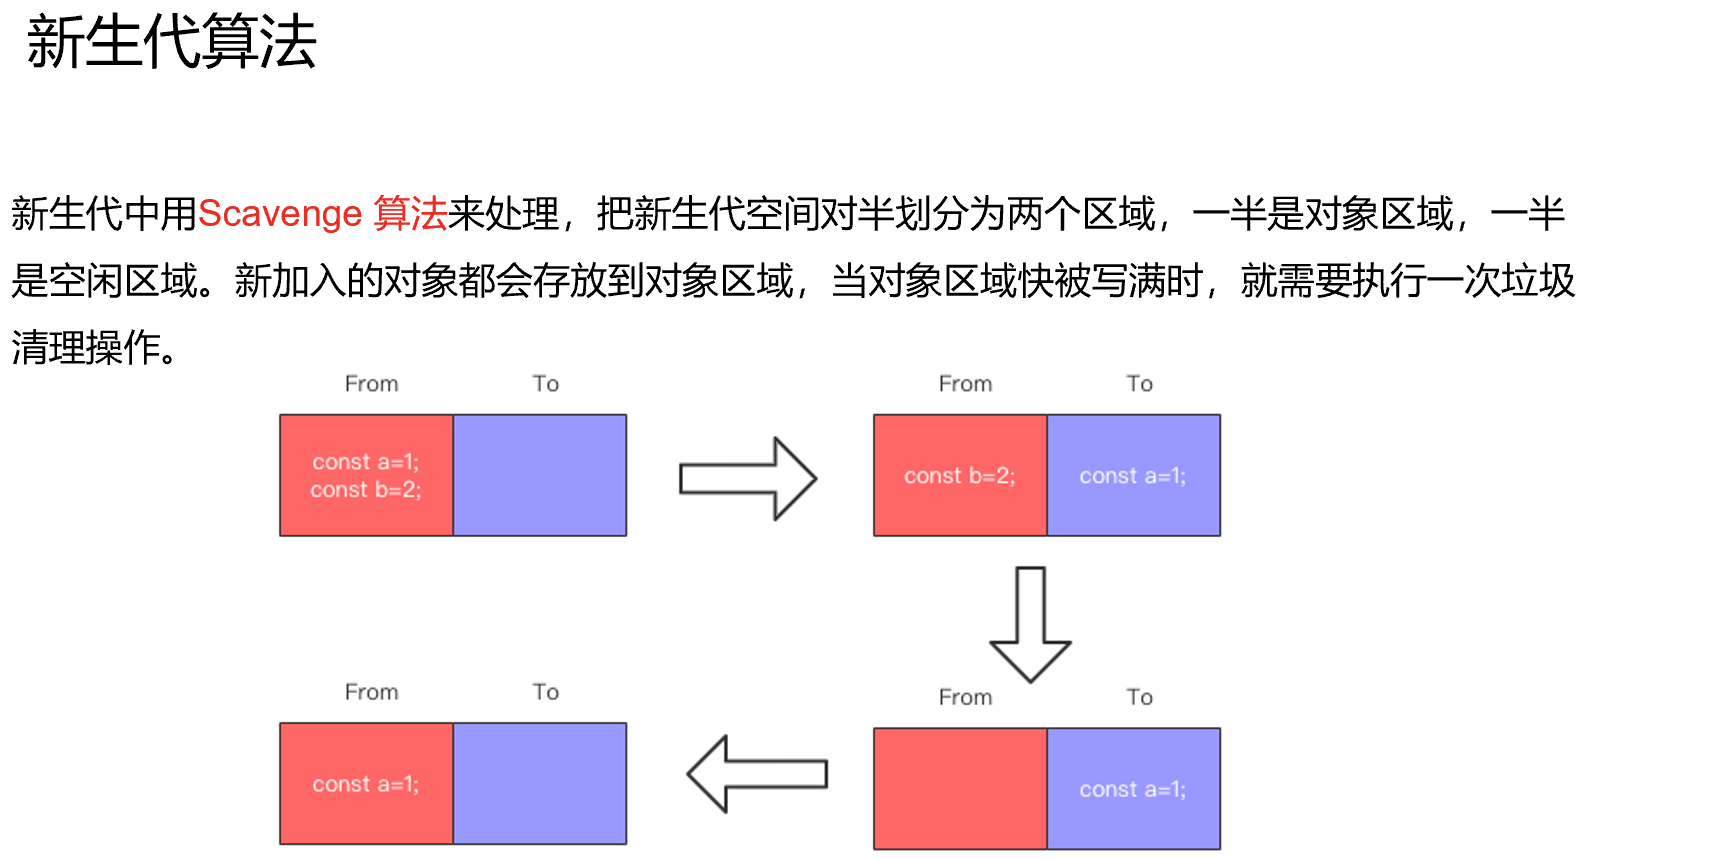 新生代算法
新生代中用Scavenge 算法来处理，把新生代空间对半划分为两个区域，一半是对象区域，一半
是空闲区域。新加入的对象都会存放到对象区域，当对象区域快被写满时，就需要执行一次垃圾
清理操作。
From To
const a=1;
const b=2;
From To
const b=2; const a=1;
From To
const a=1;
From To
const a=1;